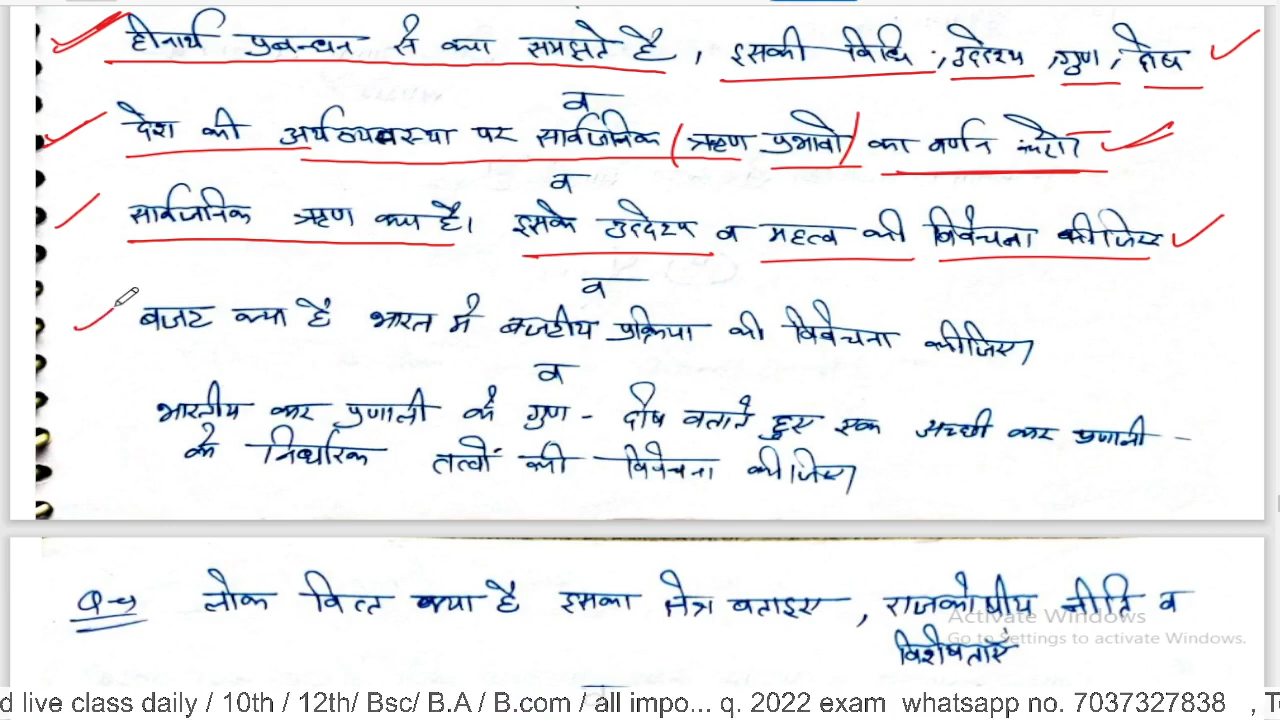 हीनार्थ प्रबन्धन से क्या समझते है , इसकी विधि , उद्देश्य , गुण , दोष
व
देश की अर्थव्यवस्था पर सार्वजनिक (ऋण प्रभावो) का वर्णन करो।
व
सार्वजनिक ऋण क्या है। इसके उद्देश्य व महत्व की विवेचना कीजिए
व
बजट क्या है भारत में बजटीय प्रक्रिया की विवेचना कीजिए।
व
भारतीय कर प्रणाली के गुण - दोष बताते हुए एक अच्छी कर प्रणाली -
के निर्धारक तत्वों की विवेचना कीजिए।
लोक वित्त क्या है इसका क्षेत्र बताइए , राजकोषीय नीति व
विशेषताएँ
Activate Windows
Go to Settings to activate Windows.
d live class daily / 10th / 12th/ Bsc/ B.A / B.com / all impo... q. 2022 exam whatsapp no. 7037327838 , T